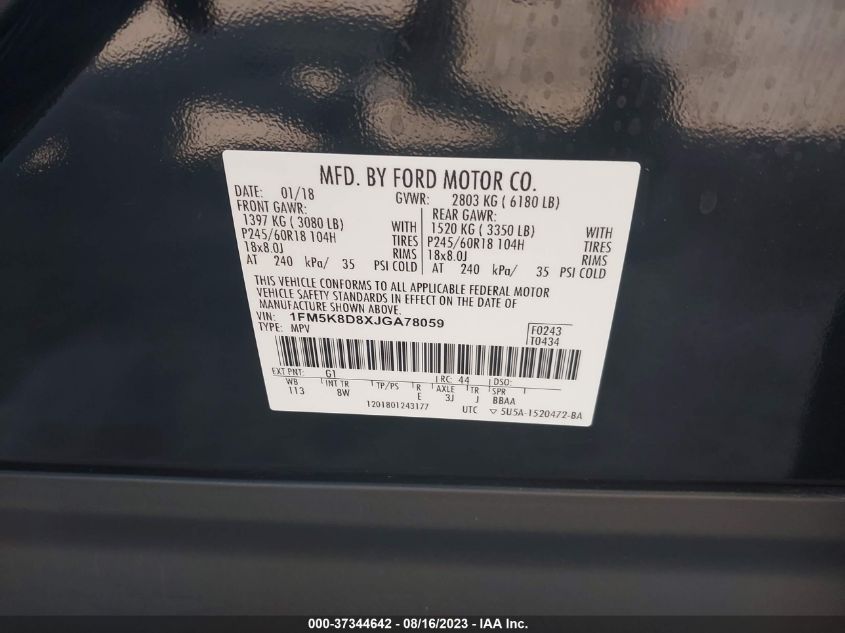 MFD. BY FORD MOTOR CO.
DATE: 01/18 GVWR: 2803 KG ( 6180 LB)
FRONT GAWR: REAR GAWR:
1397 KG ( 3080 LB) WITH 1520 KG ( 3350 LB) WITH
P245/60R18 104H TIRES P245/60R18 104H TIRES
18x8.0J RIMS 18x8.0J RIMS
AT 240 kPa/ 35 PSI COLD AT 240 kPa/ 35 PSI COLD
THIS VEHICLE CONFORMS TO ALL APPLICABLE FEDERAL MOTOR
VEHICLE SAFETY STANDARDS IN EFFECT ON THE DATE OF
MANUFACTURE SHOWN ABOVE.
VIN: 1FM5K8D8XJGA78059 F0243
TYPE: MPV T0434
EXT PNT: G1 RC: 44 DSO:
WB INT TR TP/PS R AXLE TR SPR
113 8W E 3J J BBAA
1201801243177 UTC ▽ 5U5A-1520472-BA
000-37344642 - 08/16/2023 - IAA Inc.